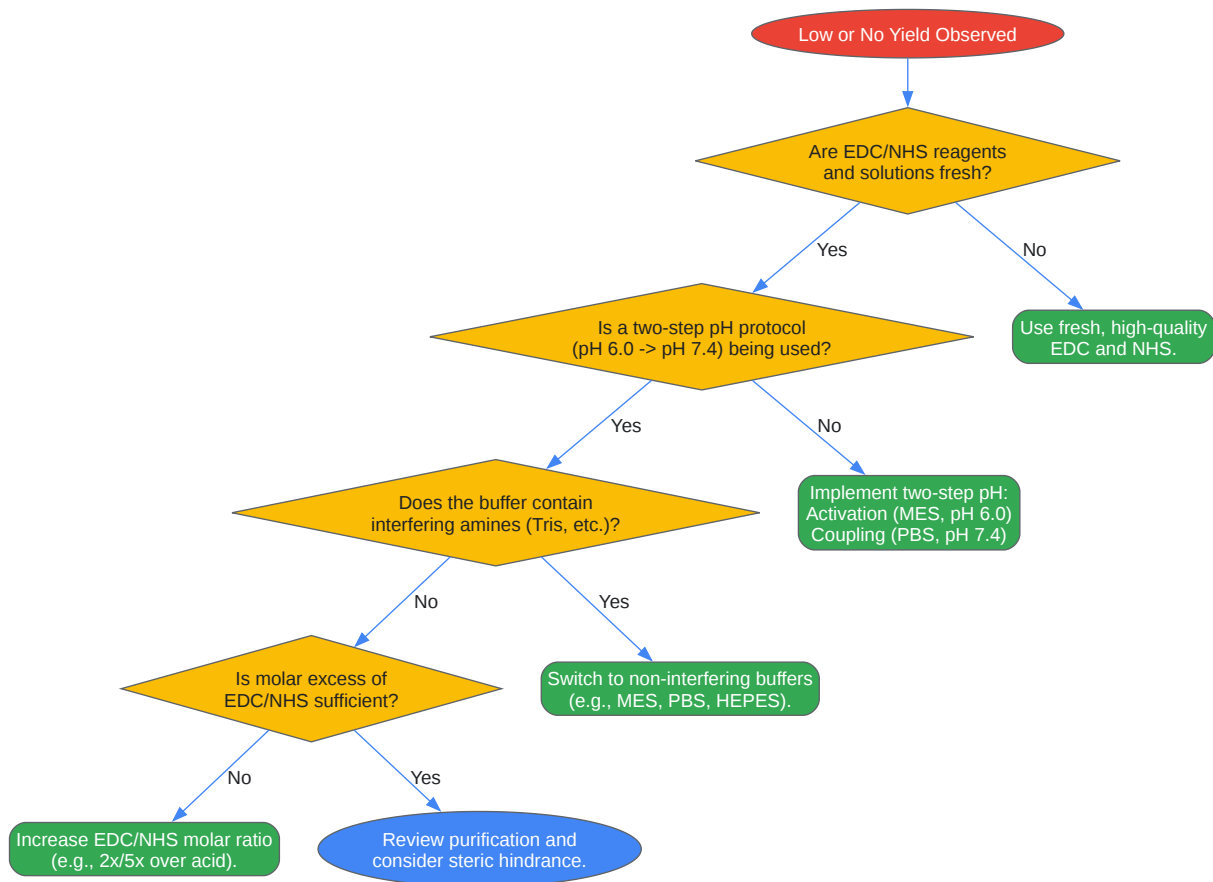 Low or No Yield Observed
Are EDC/NHS reagents
and solutions fresh?
Yes
No
Is a two-step pH protocol
(pH 6.0 -> pH 7.4) being used?
Use fresh, high-quality
EDC and NHS.
Yes
No
Does the buffer contain
interfering amines (Tris, etc.)?
Implement two-step pH:
Activation (MES, pH 6.0)
Coupling (PBS, pH 7.4)
No
Yes
Is molar excess of
EDC/NHS sufficient?
Switch to non-interfering buffers
(e.g., MES, PBS, HEPES).
No
Yes
Increase EDC/NHS molar ratio
(e.g., 2x/5x over acid).
Review purification and
consider steric hindrance.